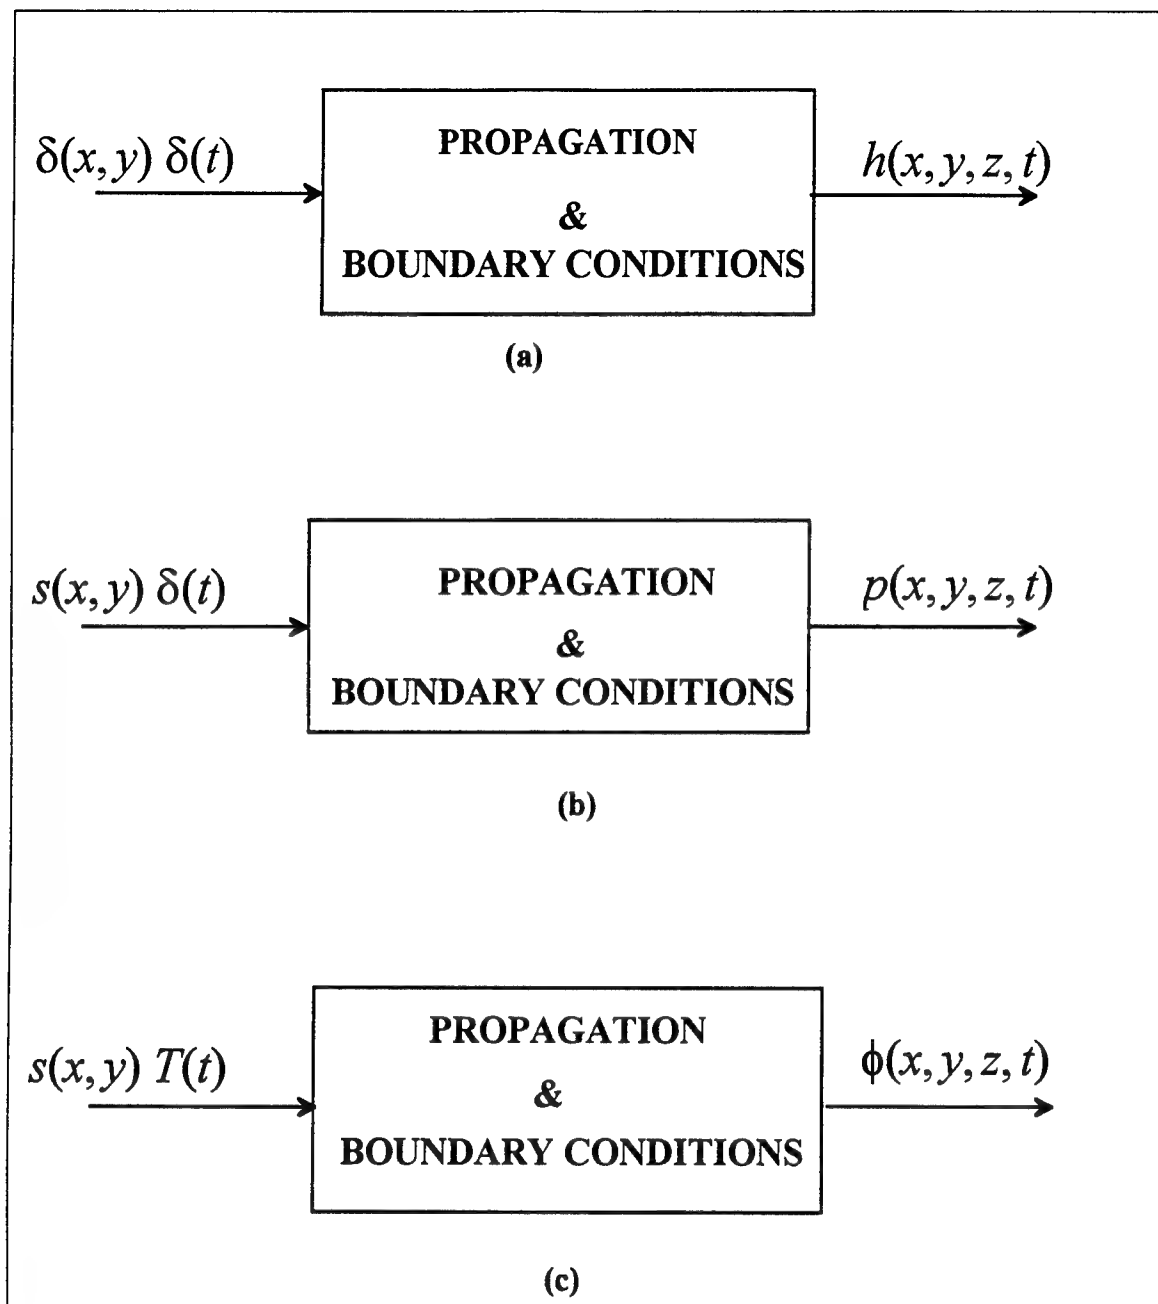 δ(x, y) δ(t)
PROPAGATION
&
BOUNDARY CONDITIONS
h(x, y, z, t)
(a)
s(x, y) δ(t)
PROPAGATION
&
BOUNDARY CONDITIONS
p(x, y, z, t)
(b)
s(x, y) T(t)
PROPAGATION
&
BOUNDARY CONDITIONS
ϕ(x, y, z, t)
(c)